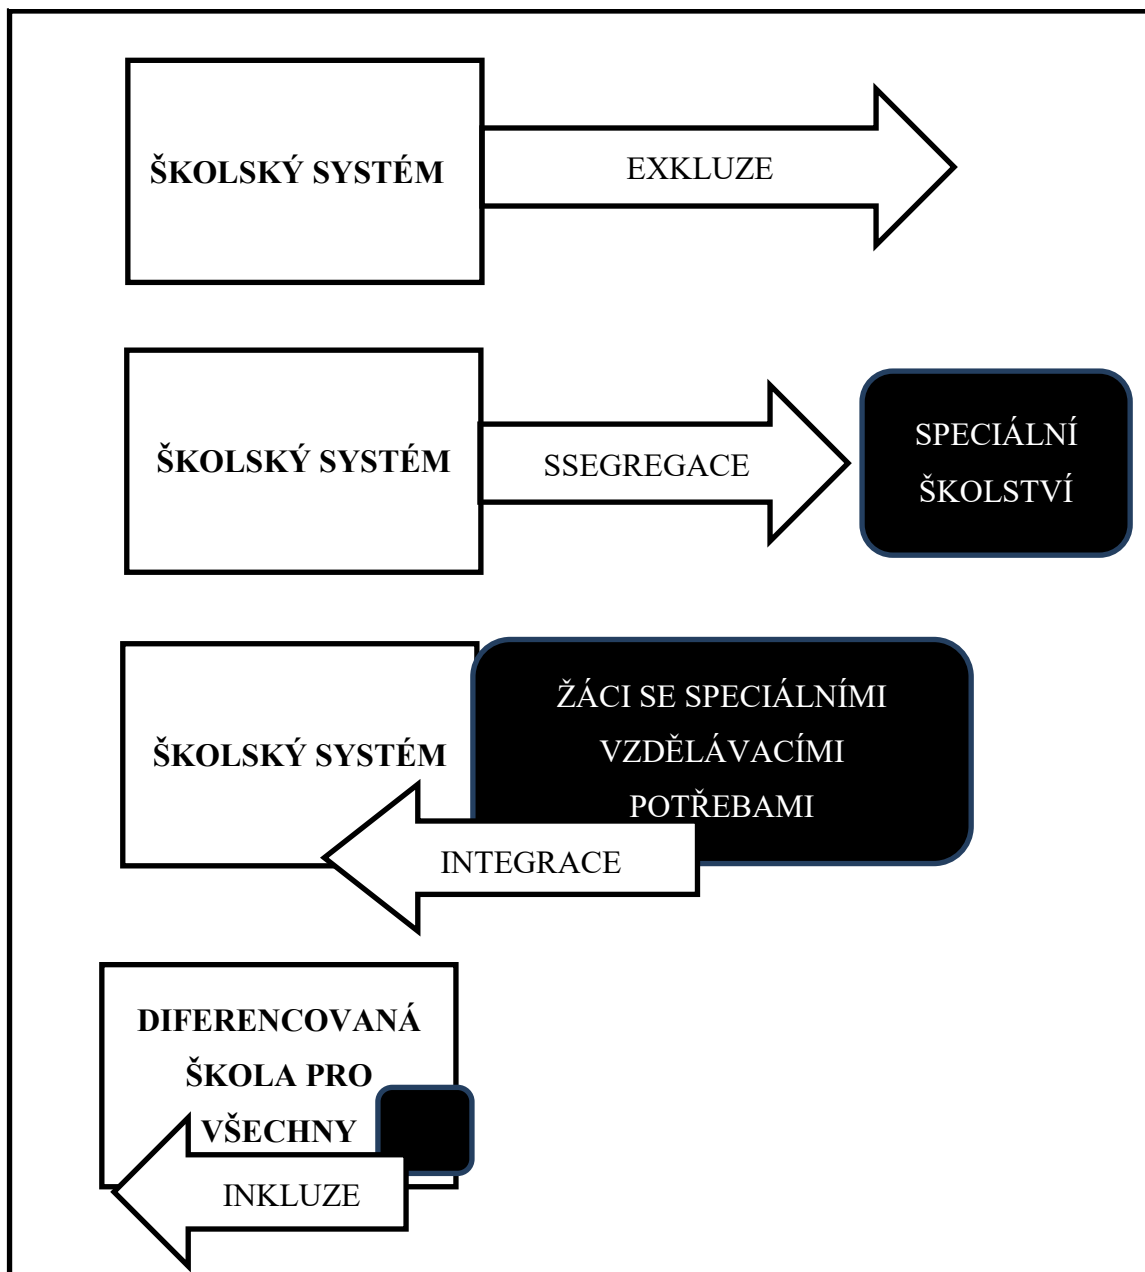 ŠKOLSKÝ SYSTÉM
EXKLUZE
ŠKOLSKÝ SYSTÉM
SSEGREGACE
SPECIÁLNÍ
ŠKOLSTVÍ
ŠKOLSKÝ SYSTÉM
ŽÁCI SE SPECIÁLNÍMI
VZDĚLÁVACÍMI
POTŘEBAMI
INTEGRACE
DIFERENCOVANÁ
ŠKOLA PRO
VŠECHNY
INKLUZE